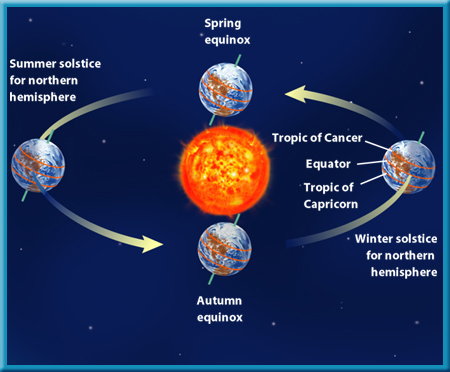 Spring
equinox
Summer solstice
for northern
hemisphere
Tropic of Cancer
Equator
Tropic of
Capricorn
Winter solstice
for northern
hemisphere
Autumn
equinox